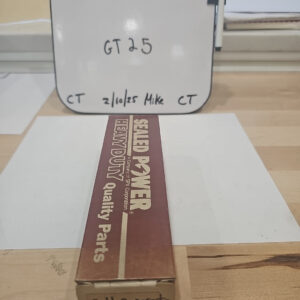 GT 25
CT 2/10/25 Mike CT
SEALED POWER
HEAVY DUTY
Quality Parts